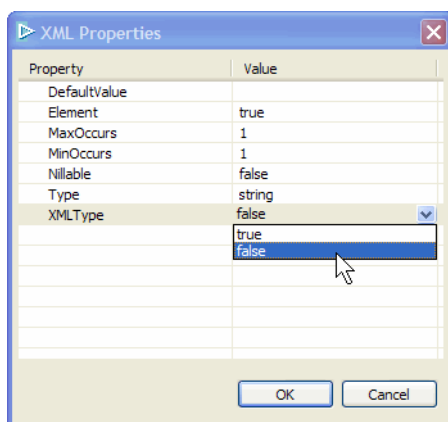 XML Properties
Property Value
DefaultValue
Element true
MaxOccurs 1
MinOccurs 1
Nillable false
Type string
XMLType false
true
false
OK Cancel